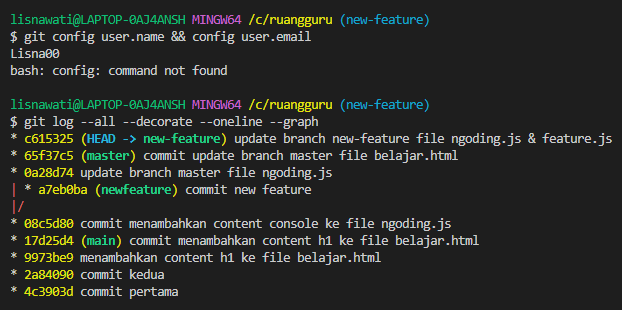 lisnawati@LAPTOP-0AJ4ANSH MINGW64 /c/ruangguru (new-feature)
$ git config user.name && config user.email
Lisna00
bash: config: command not found
lisnawati@LAPTOP-0AJ4ANSH MINGW64 /c/ruangguru (new-feature)
$ git log --all --decorate --oneline --graph
* c615325 (HEAD -> new-feature) update branch new-feature file ngoding.js & feature.js
* 65f37c5 (master) commit update branch master file belajar.html
* 0a28d74 update branch master file ngoding.js
| * a7eb0ba (newfeature) commit new feature
|/
* 08c5d80 commit menambahkan content console ke file ngoding.js
* 17d25d4 (main) commit menambahkan content h1 ke file belajar.html
* 9973be9 menambahkan content h1 ke file belajar.html
* 2a84090 commit kedua
* 4c3903d commit pertama